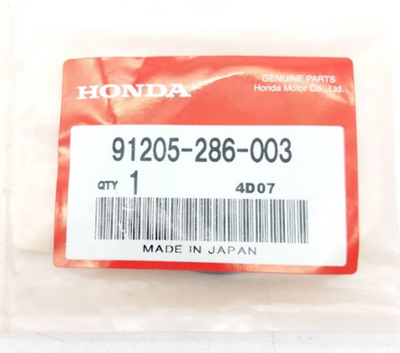 HONDA
GENUINE PARTS
Honda Motor Co., Ltd.
91205-286-003
QTY 1 4D07
MADE IN JAPAN